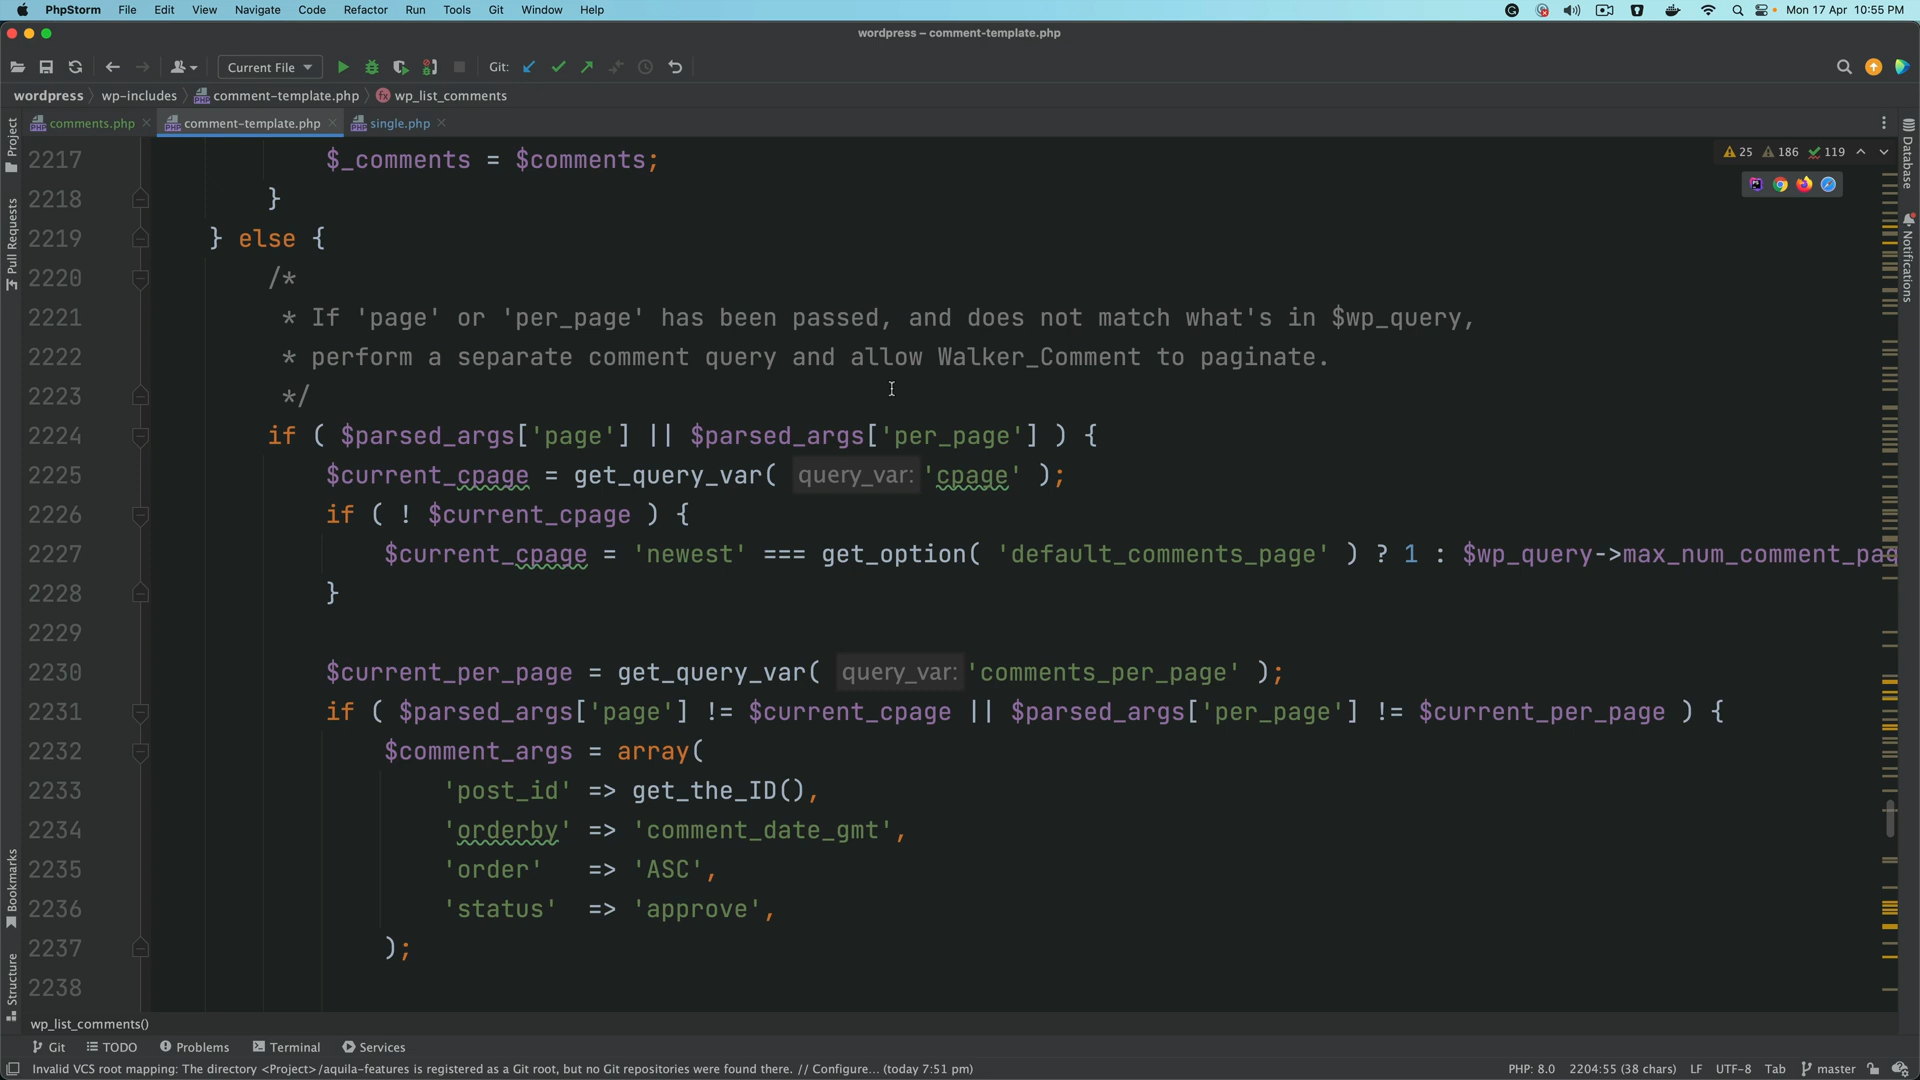 PhpStorm File Edit View Navigate Code Refactor Run Tools Git Window Help Mon 17 Apr 10:55 PM
wordpress – comment-template.php
Current File Git:
wordpress wp-includes comment-template.php wp_list_comments
comments.php comment-template.php single.php
25 186 119
Project
Pull Requests
Bookmarks
Structure
Database
Notifications
2217 $_comments = $comments;
2218 }
2219 } else {
2220 /*
2221 * If 'page' or 'per_page' has been passed, and does not match what's in $wp_query,
2222 * perform a separate comment query and allow Walker_Comment to paginate.
2223 */
2224 if ( $parsed_args['page'] || $parsed_args['per_page'] ) {
2225 $current_cpage = get_query_var( query_var: 'cpage' );
2226 if ( ! $current_cpage ) {
2227 $current_cpage = 'newest' === get_option( 'default_comments_page' ) ? 1 : $wp_query->max_num_comment_pag
2228 }
2229
2230 $current_per_page = get_query_var( query_var: 'comments_per_page' );
2231 if ( $parsed_args['page'] != $current_cpage || $parsed_args['per_page'] != $current_per_page ) {
2232 $comment_args = array(
2233 'post_id' => get_the_ID(),
2234 'orderby' => 'comment_date_gmt',
2235 'order' => 'ASC',
2236 'status' => 'approve',
2237 );
2238
wp_list_comments()
Git TODO Problems Terminal Services
Invalid VCS root mapping: The directory <Project>/aquila-features is registered as a Git root, but no Git repositories were found there. // Configure... (today 7:51 pm) PHP: 8.0 2204:55 (38 chars) LF UTF-8 Tab master